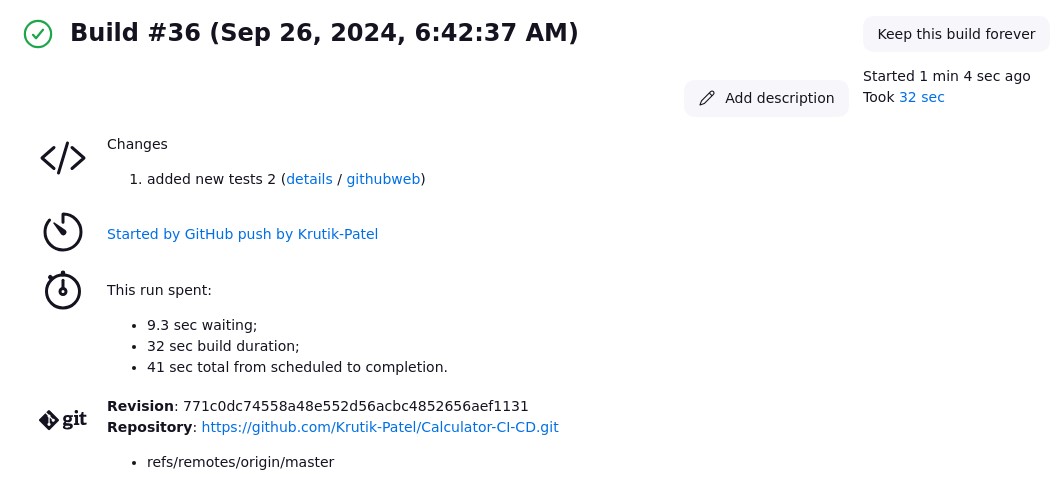 Build #36 (Sep 26, 2024, 6:42:37 AM)
Keep this build forever
Started 1 min 4 sec ago
Took 32 sec
Add description
Changes
1. added new tests 2 (details / githubweb)
Started by GitHub push by Krutik-Patel
This run spent:
• 9.3 sec waiting;
• 32 sec build duration;
• 41 sec total from scheduled to completion.
git
Revision: 771c0dc74558a48e552d56acbc4852656aef1131
Repository: https://github.com/Krutik-Patel/Calculator-CI-CD.git
• refs/remotes/origin/master